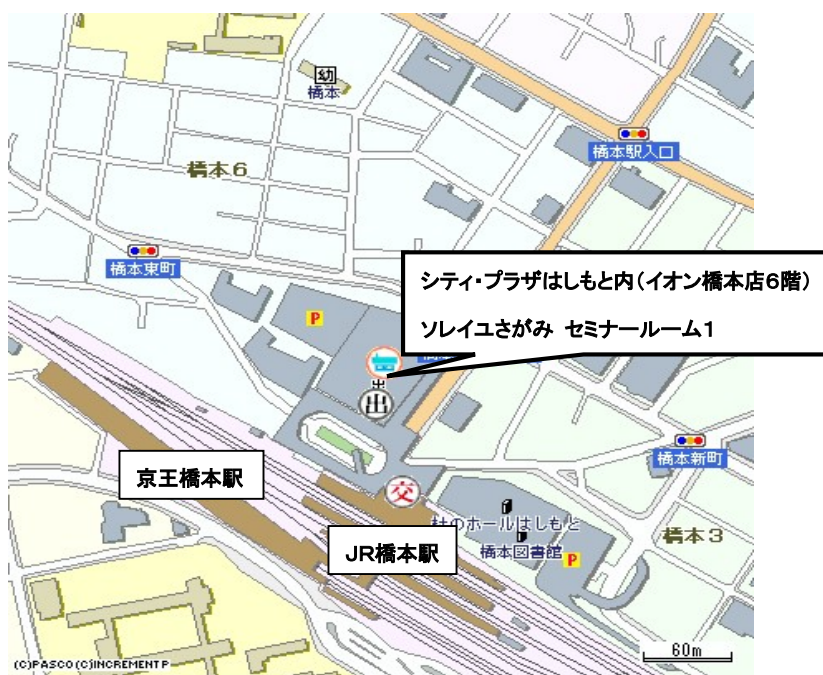 幼
橋本
橋本6
橋本駅入口
橋本東町
シティ・プラザはしもと内(イオン橋本店6階)
ソレイユさがみ セミナールーム1
P
出
出
京王橋本駅
交
橋本新町
杜のホールはしもと
JR橋本駅
橋本図書館
P
橋本3
60m
(C)PASCO (C)INCREMENT P